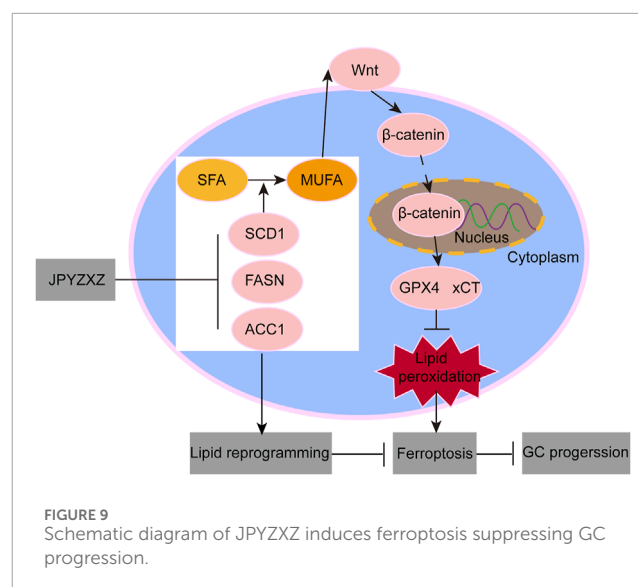 Wnt
β-catenin
SFA
MUFA
β-catenin
Nucleus
SCD1
Cytoplasm
JPYZXZ
FASN
GPX4 xCT
ACC1
Lipid
peroxidation
Lipid reprogramming
Ferroptosis
GC progerssion
FIGURE 9
Schematic diagram of JPYZXZ induces ferroptosis suppressing GC
progression.